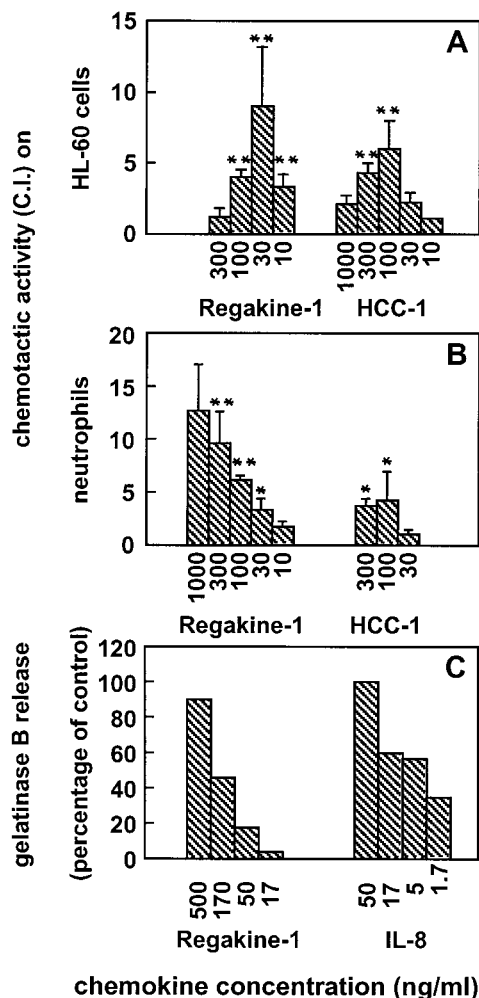 chemotactic activity (C.I.) on
HL-60 cells
A
15
10
5
0
** ** **
** **
300 100 30 10
1000 300 100 30 10
Regakine-1 HCC-1
neutrophils
B
20
15
10
5
0
** ** *
* *
1000 300 100 30 10
300 100 30
Regakine-1 HCC-1
gelatinase B release
(percentage of control)
C
120
100
80
60
40
20
0
500 170 50 17
50 17 5 1.7
Regakine-1 IL-8
chemokine concentration (ng/ml)